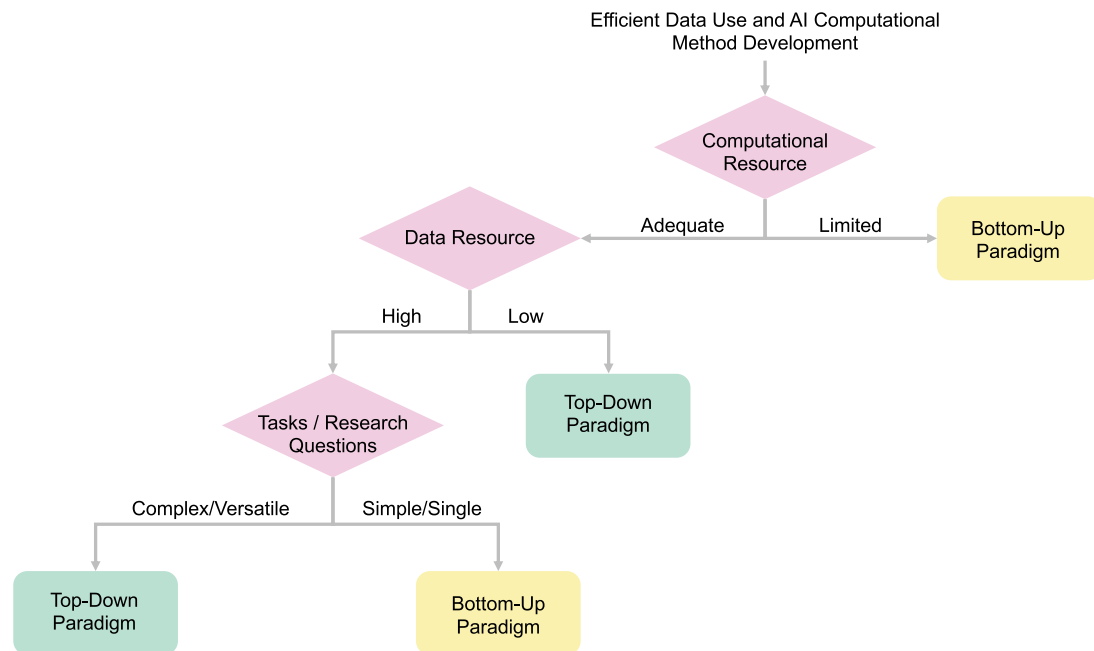 Efficient Data Use and AI Computational
Method Development
Computational
Resource
Data Resource
Adequate
Limited
Bottom-Up
Paradigm
High
Low
Tasks / Research
Questions
Top-Down
Paradigm
Complex/Versatile
Simple/Single
Top-Down
Paradigm
Bottom-Up
Paradigm